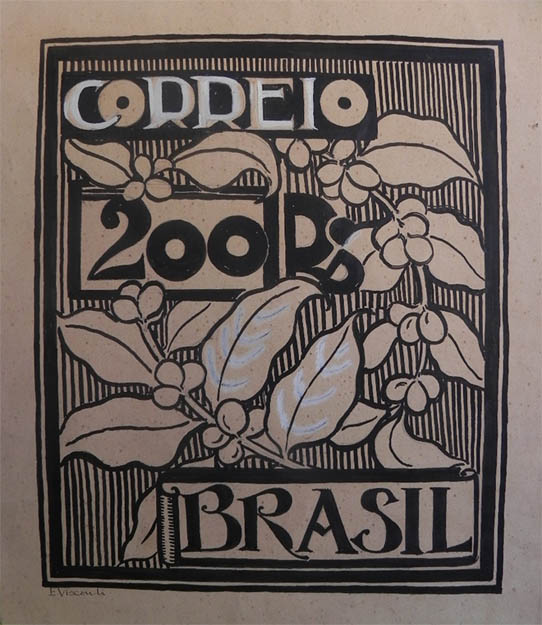 CORREIO
200 RS
BRASIL
E Visconti